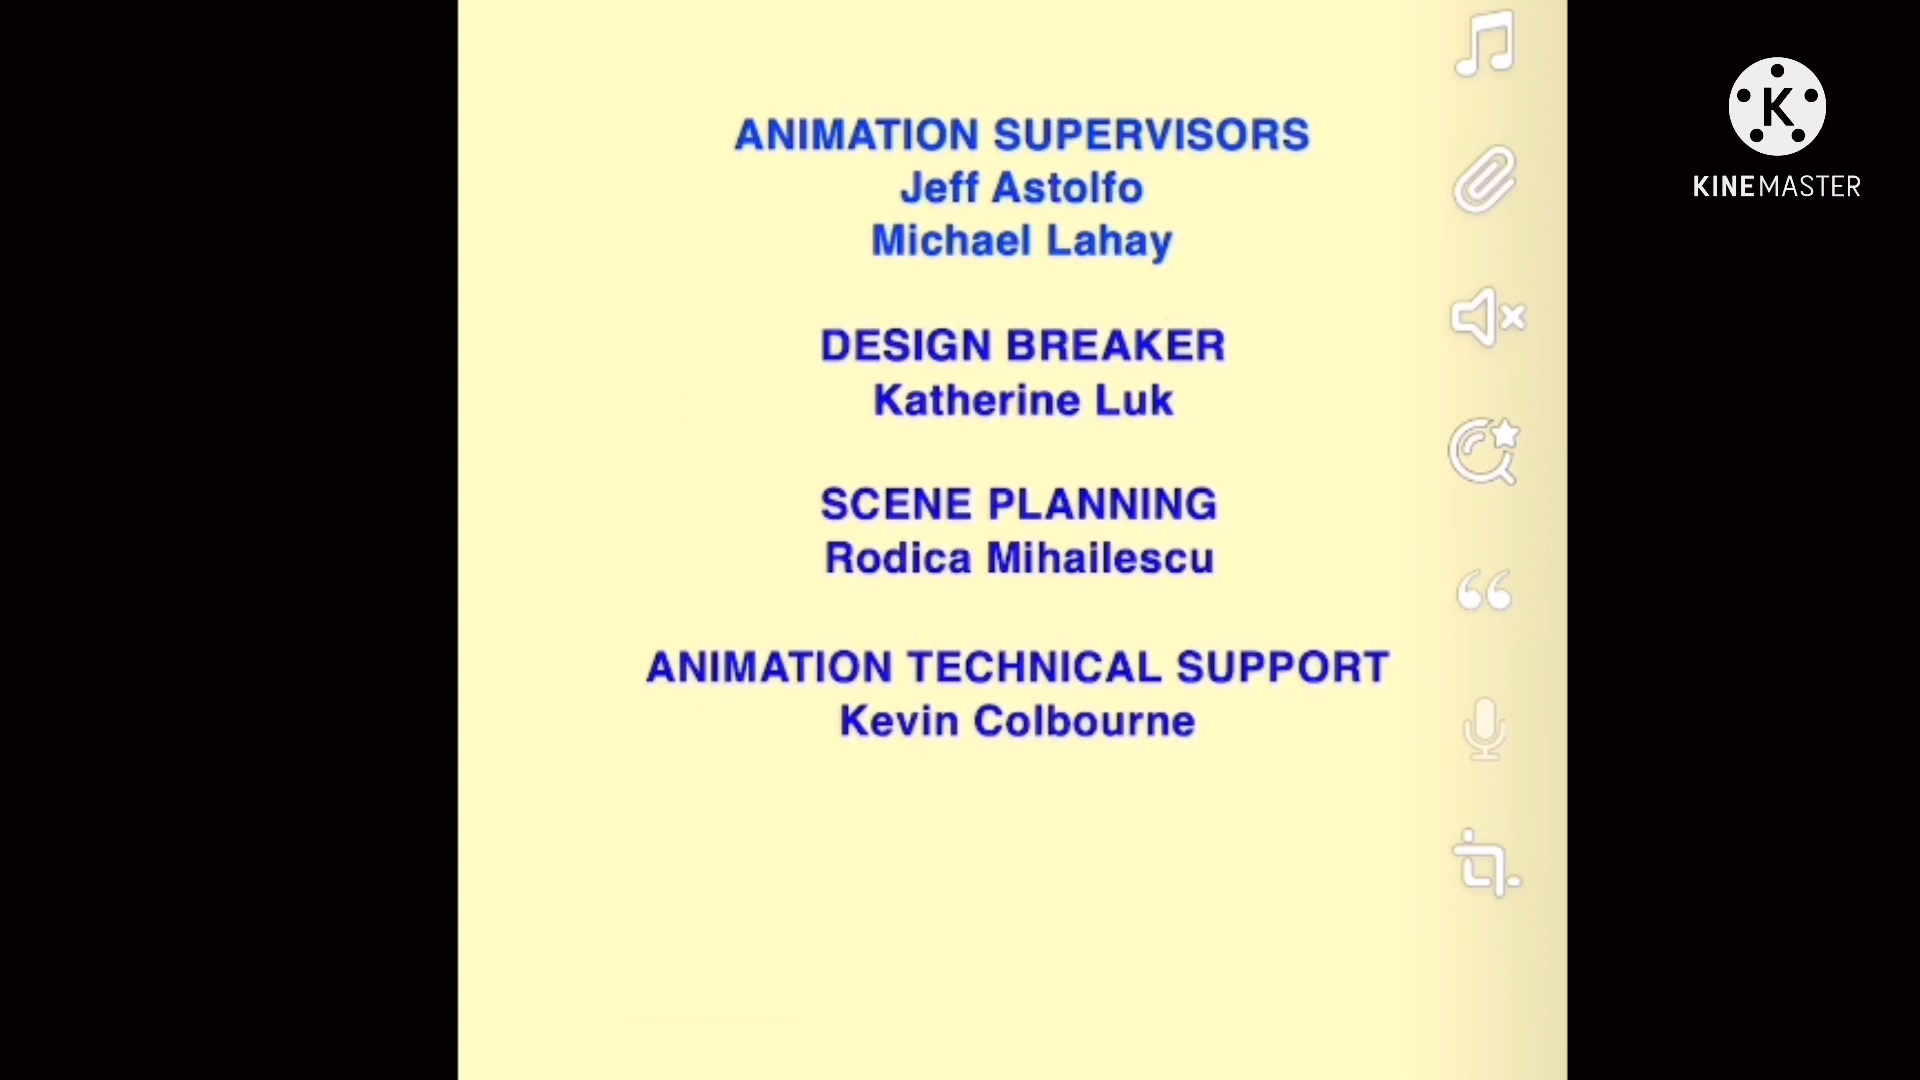 ANIMATION SUPERVISORS
Jeff Astolfo
Michael Lahay
DESIGN BREAKER
Katherine Luk
SCENE PLANNING
Rodica Mihailescu
ANIMATION TECHNICAL SUPPORT
Kevin Colbourne
K
KINEMASTER